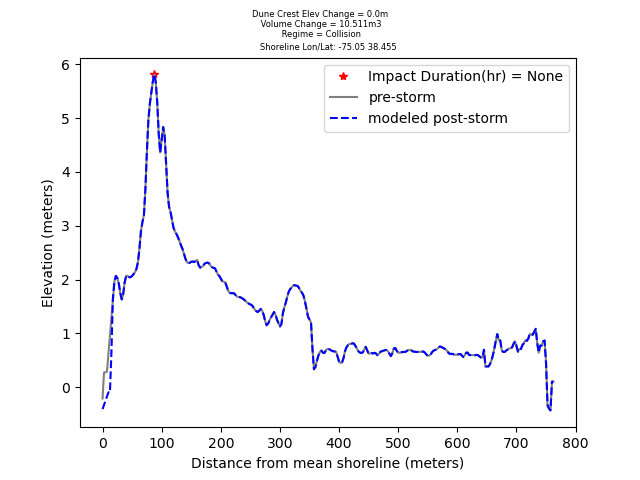 Dune Crest Elev Change = 0.0m
Volume Change = 10.511m3
Regime = Collision
Shoreline Lon/Lat: -75.05 38.455
Impact Duration(hr) = None
pre-storm
modeled post-storm
Elevation (meters)
6
5
4
3
2
1
0
0 100 200 300 400 500 600 700 800
Distance from mean shoreline (meters)